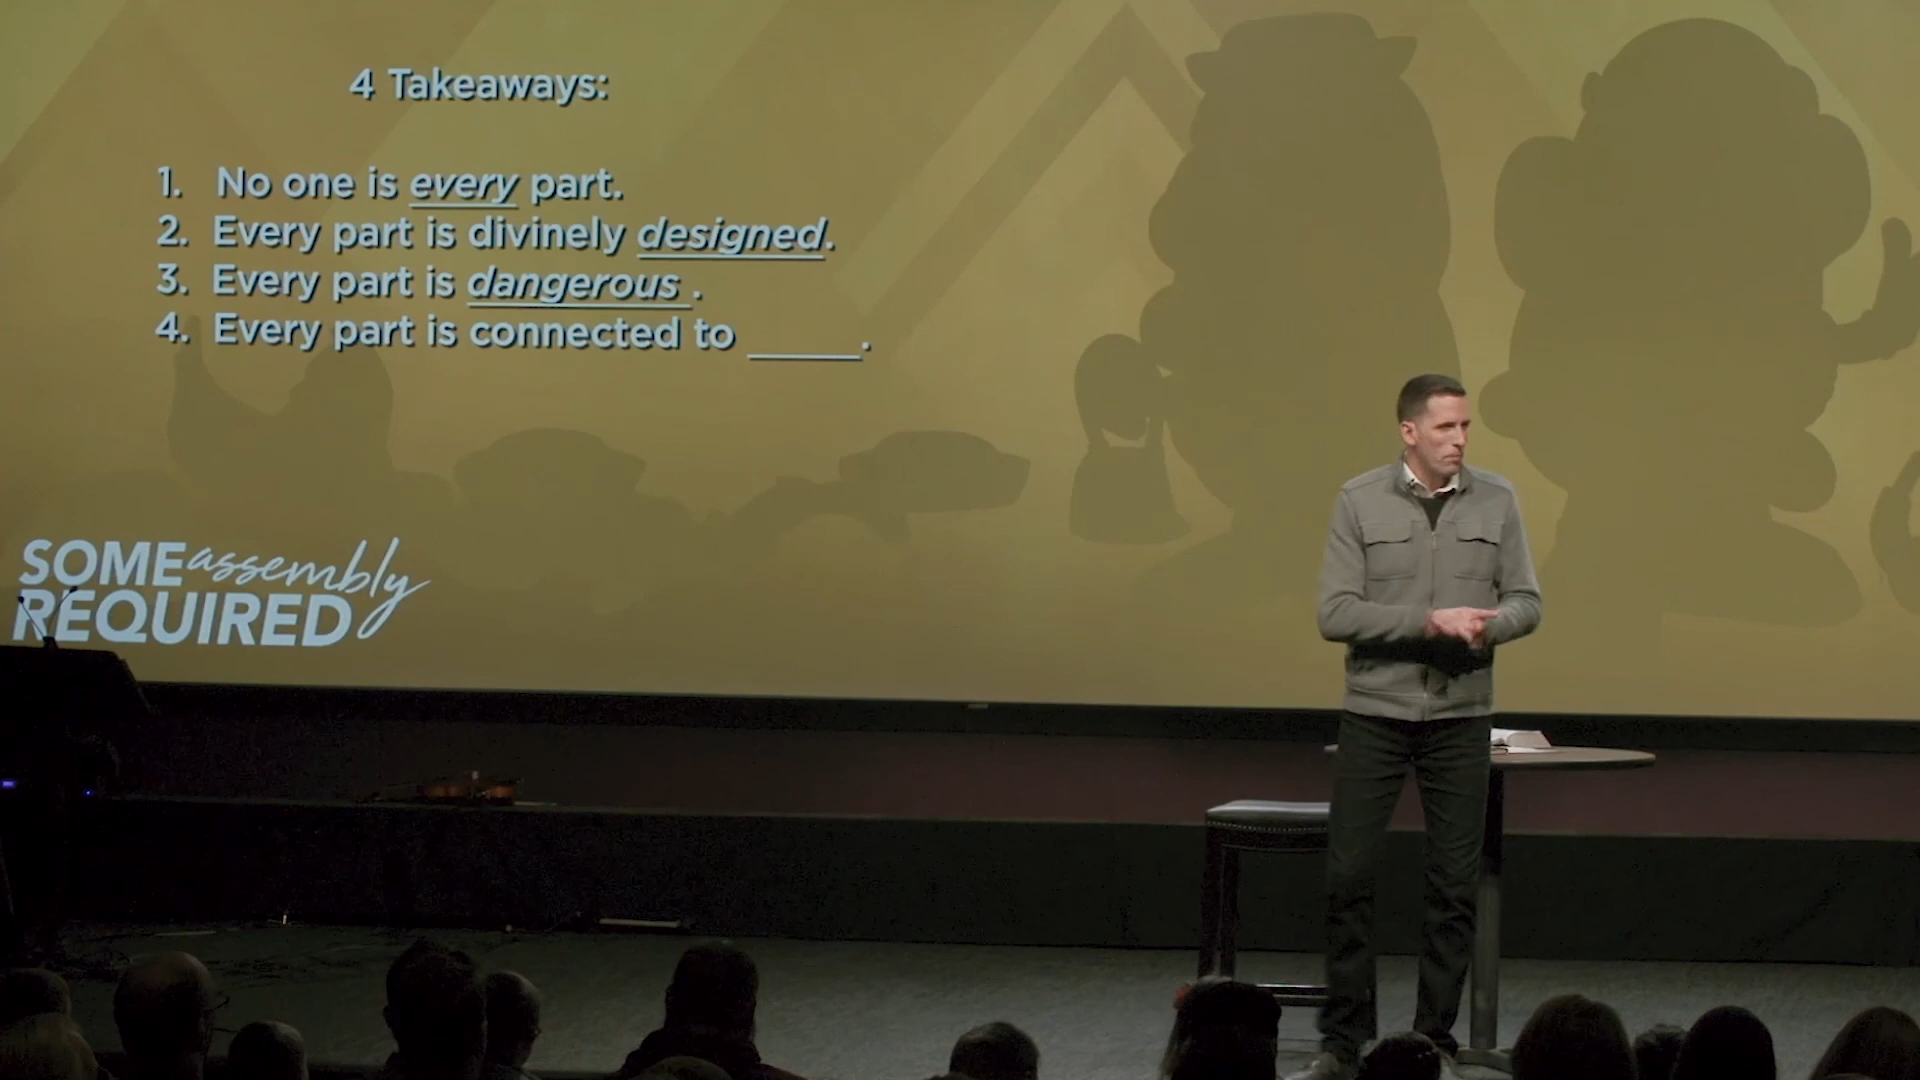 4 Takeaways:
1. No one is every part.
2. Every part is divinely designed.
3. Every part is dangerous .
4. Every part is connected to _____.
SOME assembly
REQUIRED